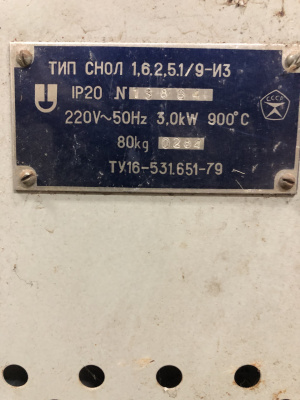 ТИП СНОЛ 1,6.2,5.1/9-И3
IP20 N
220V~50Hz 3,0kW 900°C
80kg
ТУ16-531.651-79
СССР